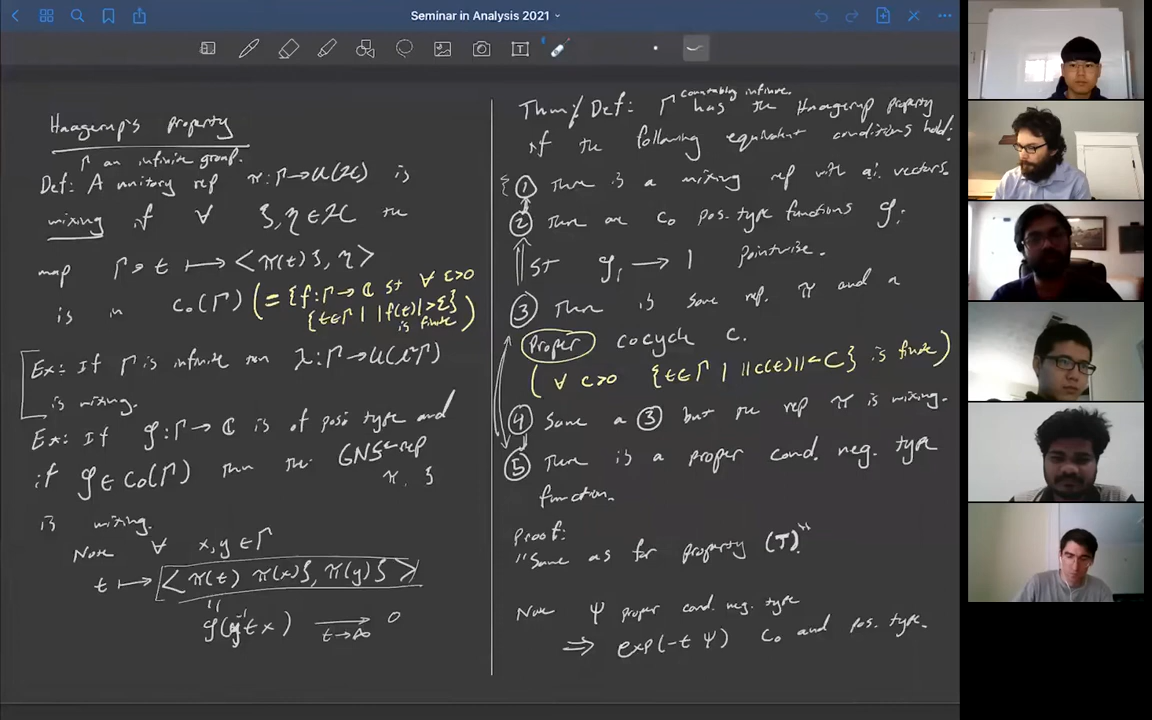 Seminar in Analysis 2021
Haagerup's Property
Γ an infinite group.
Def: A unitary rep π: Γ→U(ℋ) is
mixing if ∀ ξ, η ∈ ℋ the
map Γ∋t ⟼ <π(t)ξ, η>
is in C₀(Γ) (= {f: Γ→ℂ st ∀ ε>0
{t∈Γ | |f(t)|>ε}
is finite)
Ex: If Γ is infinite then λ: Γ→U(ℓ²Γ)
is mixing.
Ex: If φ: Γ→ℂ is of pos. type and
if φ ∈ C₀(Γ) then the GNS-rep
π, ξ
is mixing.
Note ∀ x, y ∈ Γ
t ⟼ <π(t) π(x)ξ, π(y)ξ>
"
φ(y⁻¹tx) ⟶ 0
t→∞
Thm/Def: Γ countably infinite has the Haagerup property
if the following equivalent conditions hold:
① There is a mixing rep with a.i. vectors.
② There are C₀ pos. type functions φᵢ
st φᵢ ⟶ 1 pointwise.
③ There is some rep. π and a
Proper cocycle c.
(∀ C>0 {t∈Γ | ||c(t)|| ≤ C} is finite)
④ Same as ③ but the rep π is mixing.
⑤ There is a proper cond. neg. type
function.
Proof:
"Same as for property (T)"
Note ψ proper cond. neg. type
⟹ exp(-t ψ) C₀ and pos. type.